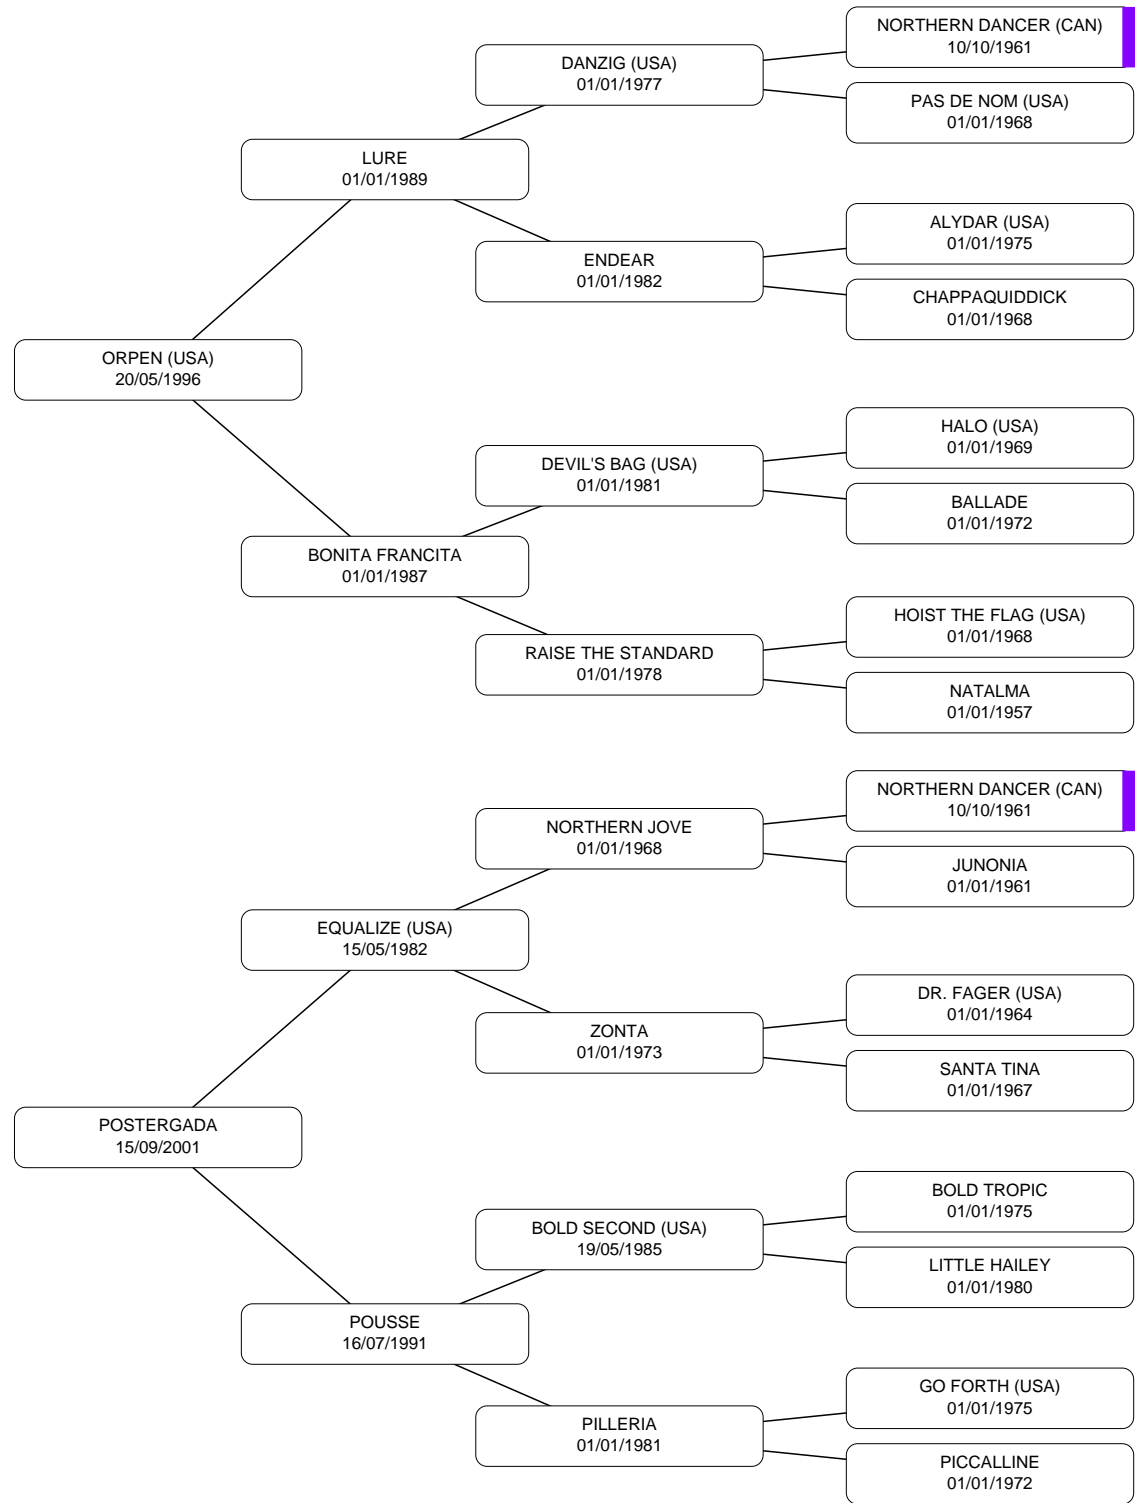 NORTHERN DANCER (CAN)
10/10/1961
DANZIG (USA)
01/01/1977
PAS DE NOM (USA)
01/01/1968
LURE
01/01/1989
ALYDAR (USA)
01/01/1975
ENDEAR
01/01/1982
CHAPPAQUIDDICK
01/01/1968
ORPEN (USA)
20/05/1996
HALO (USA)
01/01/1969
DEVIL'S BAG (USA)
01/01/1981
BALLADE
01/01/1972
BONITA FRANCITA
01/01/1987
HOIST THE FLAG (USA)
01/01/1968
RAISE THE STANDARD
01/01/1978
NATALMA
01/01/1957
NORTHERN DANCER (CAN)
10/10/1961
NORTHERN JOVE
01/01/1968
JUNONIA
01/01/1961
EQUALIZE (USA)
15/05/1982
DR. FAGER (USA)
01/01/1964
ZONTA
01/01/1973
SANTA TINA
01/01/1967
POSTERGADA
15/09/2001
BOLD TROPIC
01/01/1975
BOLD SECOND (USA)
19/05/1985
LITTLE HAILEY
01/01/1980
POUSSE
16/07/1991
GO FORTH (USA)
01/01/1975
PILLERIA
01/01/1981
PICCALLINE
01/01/1972